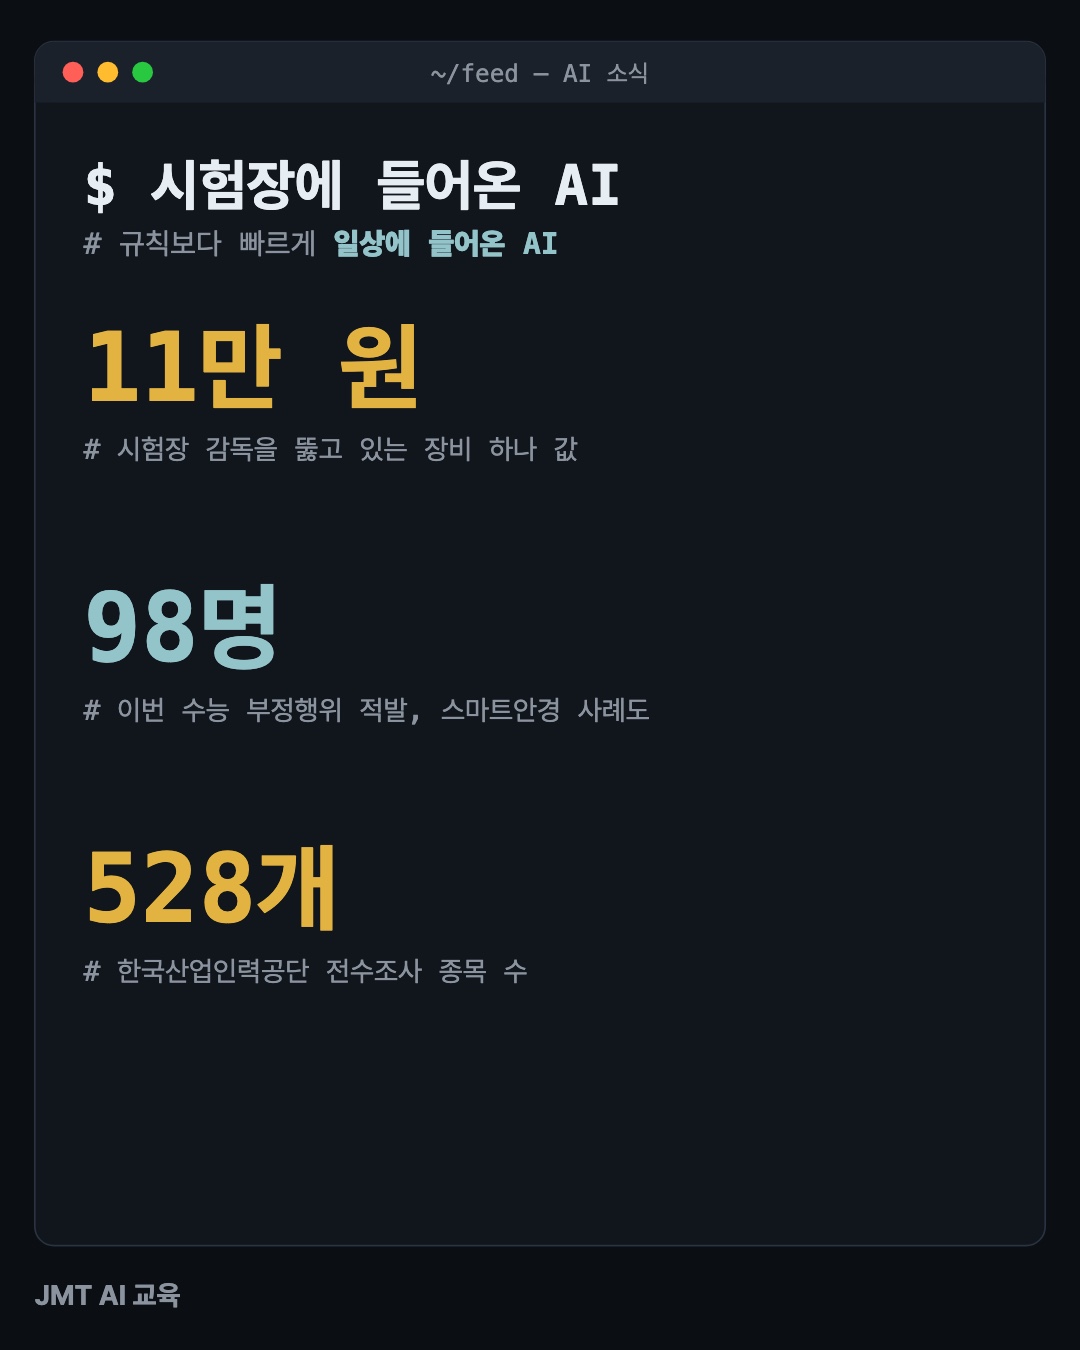 ~/feed — AI 소식
$ 시험장에 들어온 AI
# 규칙보다 빠르게 일상에 들어온 AI
11만 원
# 시험장 감독을 뚫고 있는 장비 하나 값
98명
# 이번 수능 부정행위 적발, 스마트안경 사례도
528개
# 한국산업인력공단 전수조사 종목 수
JMT AI 교육